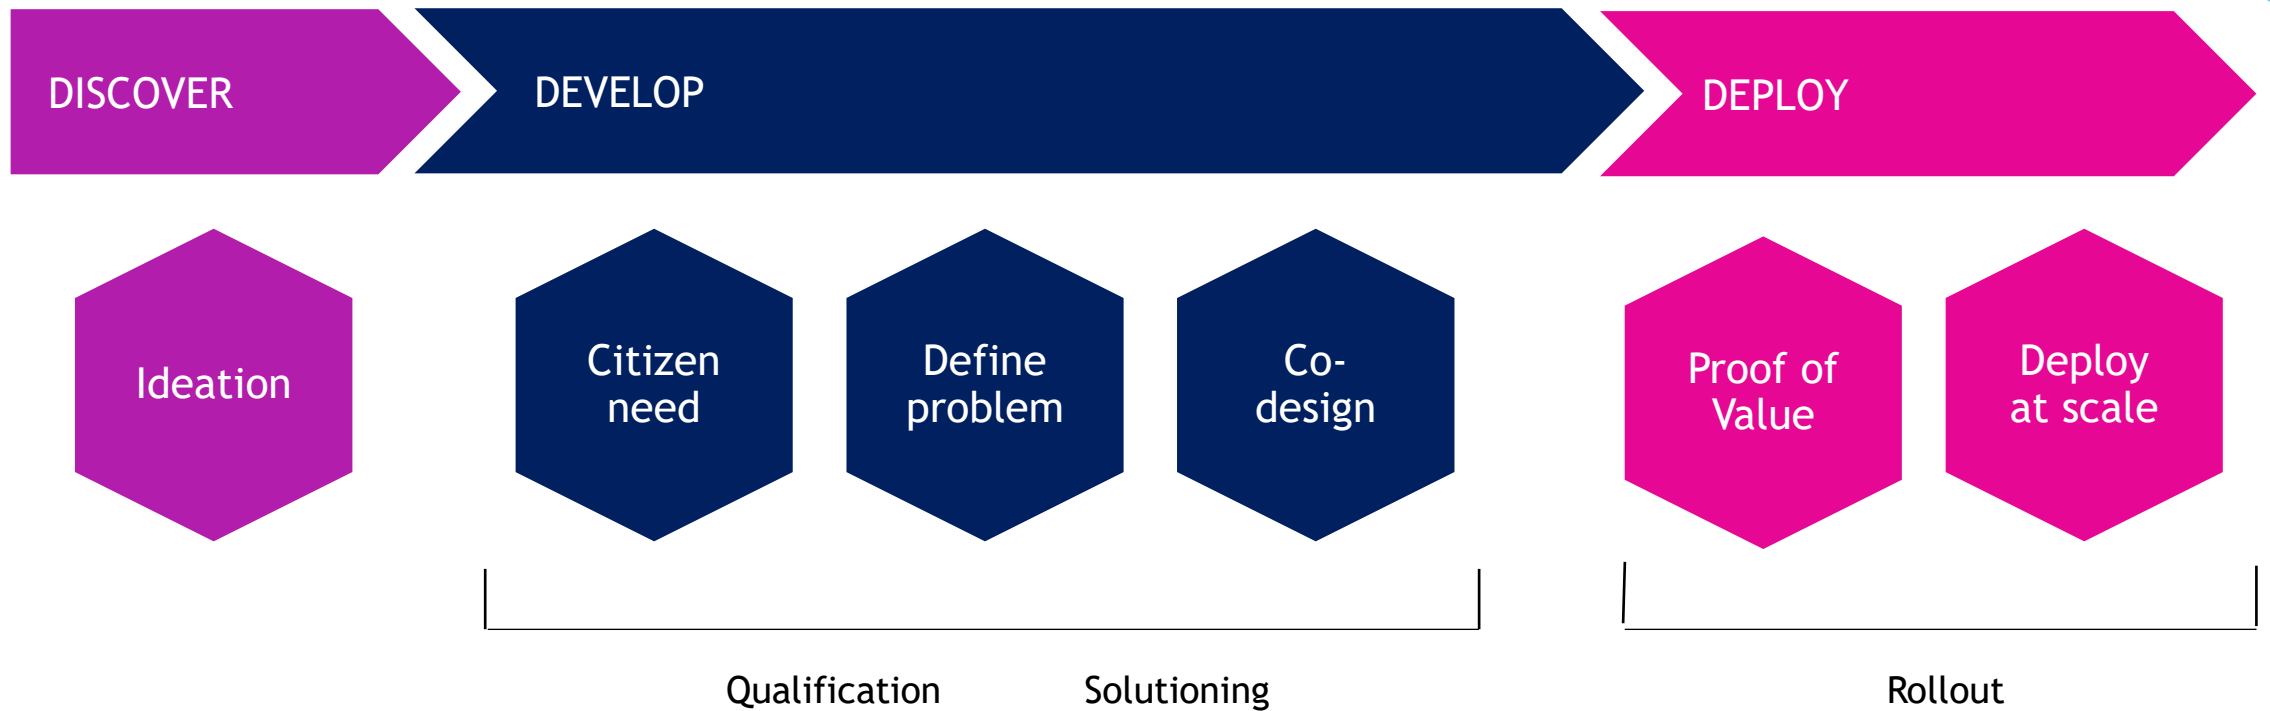 DISCOVER
DEVELOP
DEPLOY
Ideation
Citizen
need
Define
problem
Co-
design
Proof of
Value
Deploy
at scale
Qualification
Solutioning
Rollout